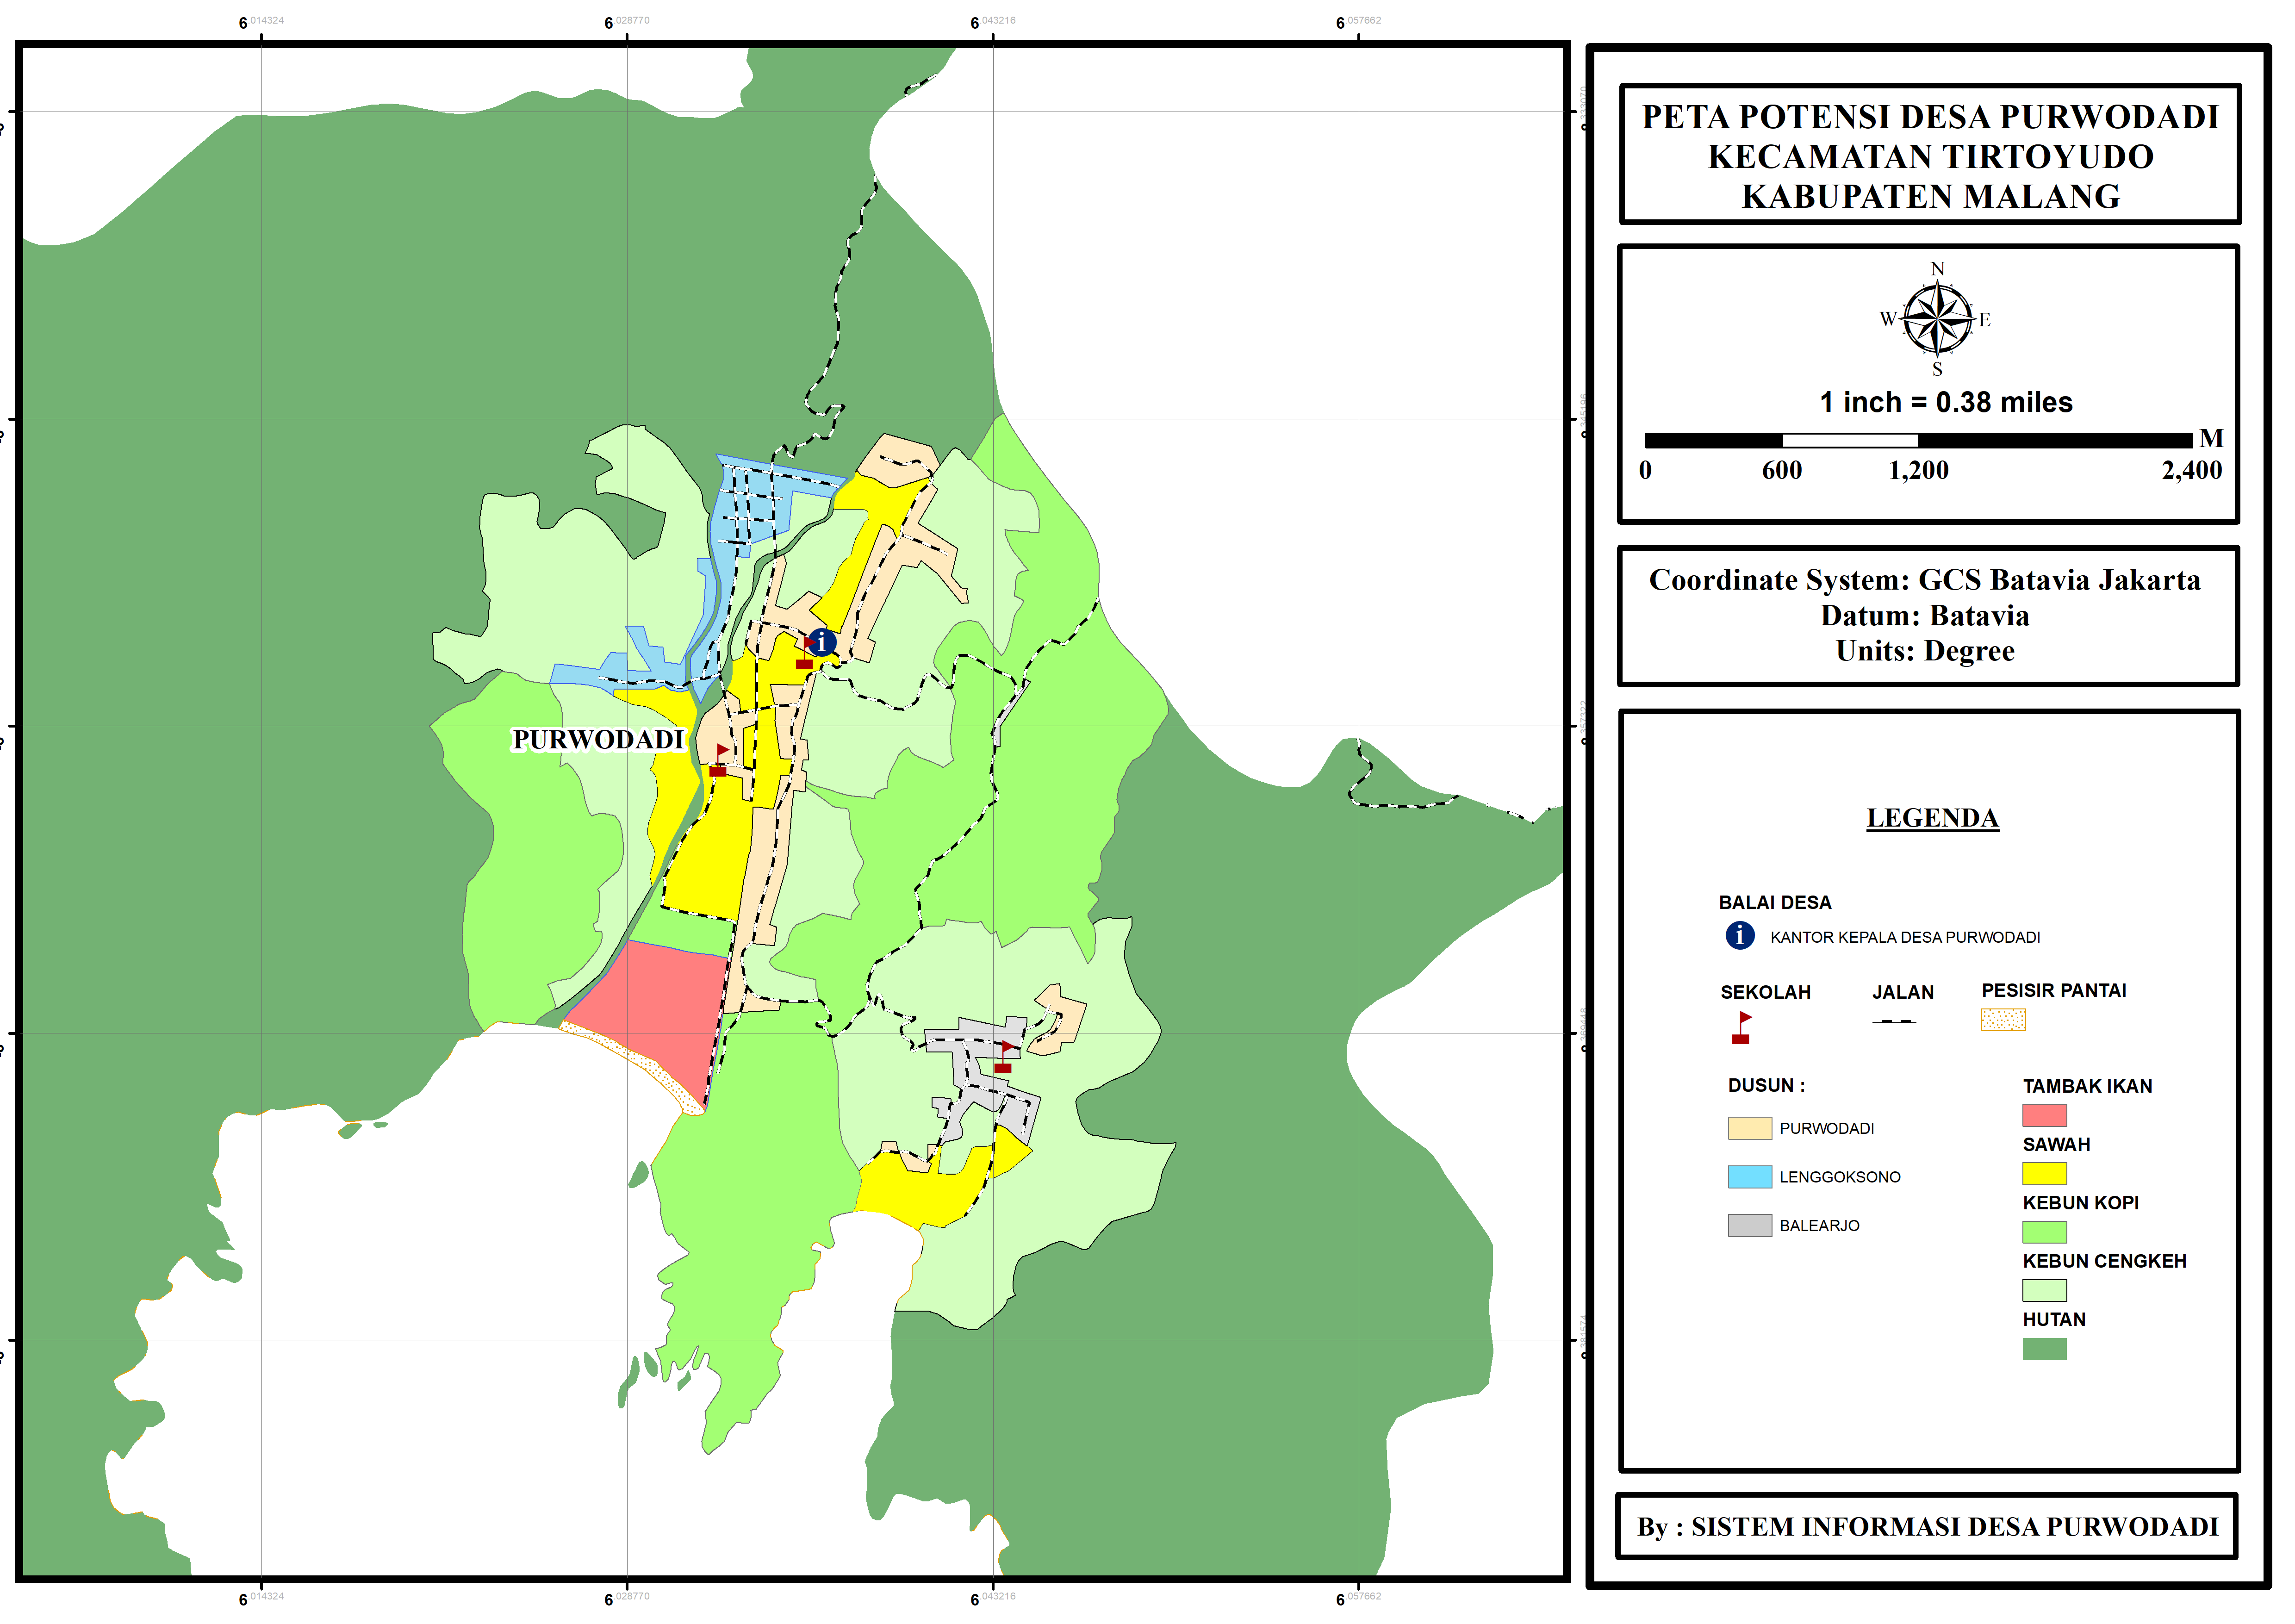 6.014324 6.028770 6.043216 6.057662
PURWODADI
6.014324 6.028770 6.043216 6.057662
PETA POTENSI DESA PURWODADI
KECAMATAN TIRTOYUDO
KABUPATEN MALANG
N
W E
S
1 inch = 0.38 miles
M
0 600 1,200 2,400
Coordinate System: GCS Batavia Jakarta
Datum: Batavia
Units: Degree
LEGENDA
BALAI DESA
i KANTOR KEPALA DESA PURWODADI
SEKOLAH JALAN PESISIR PANTAI
DUSUN :
PURWODADI
LENGGOKSONO
BALEARJO
TAMBAK IKAN
SAWAH
KEBUN KOPI
KEBUN CENGKEH
HUTAN
By : SISTEM INFORMASI DESA PURWODADI